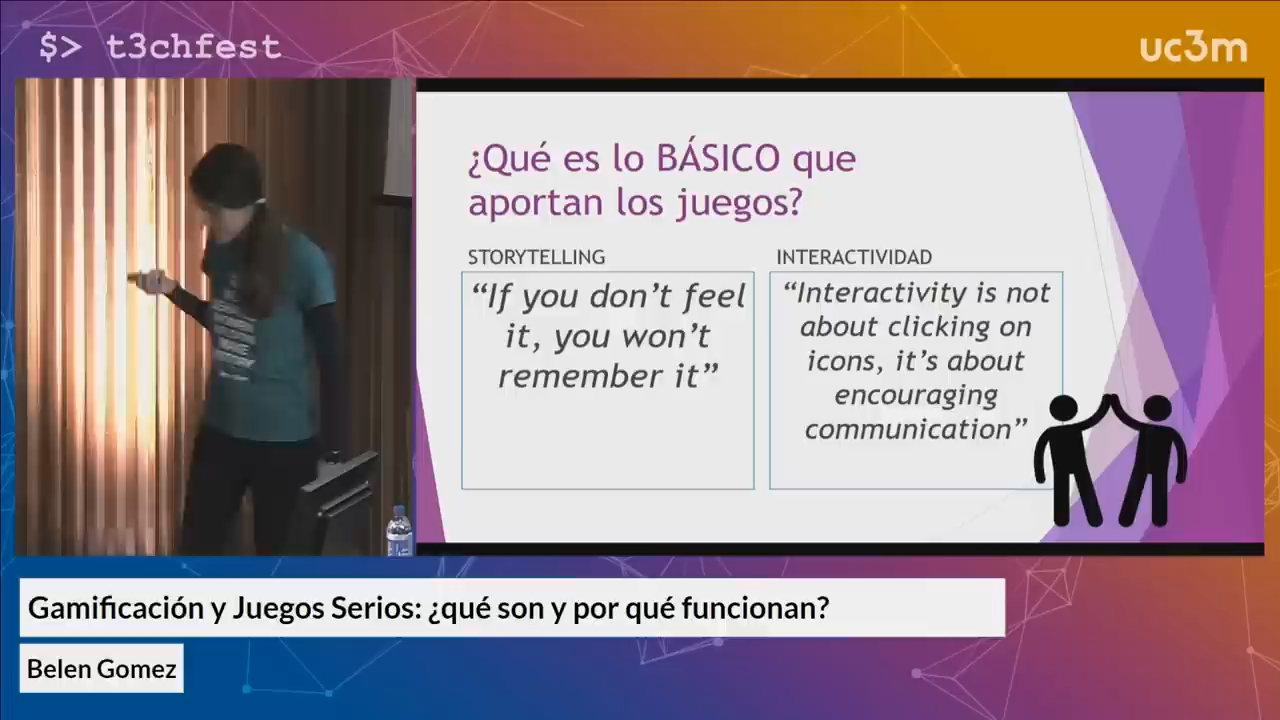 $> t3chfest
uc3m
¿Qué es lo BÁSICO que
aportan los juegos?
STORYTELLING
“If you don’t feel
it, you won’t
remember it”
INTERACTIVIDAD
“Interactivity is not
about clicking on
icons, it’s about
encouraging
communication”
Gamificación y Juegos Serios: ¿qué son y por qué funcionan?
Belen Gomez